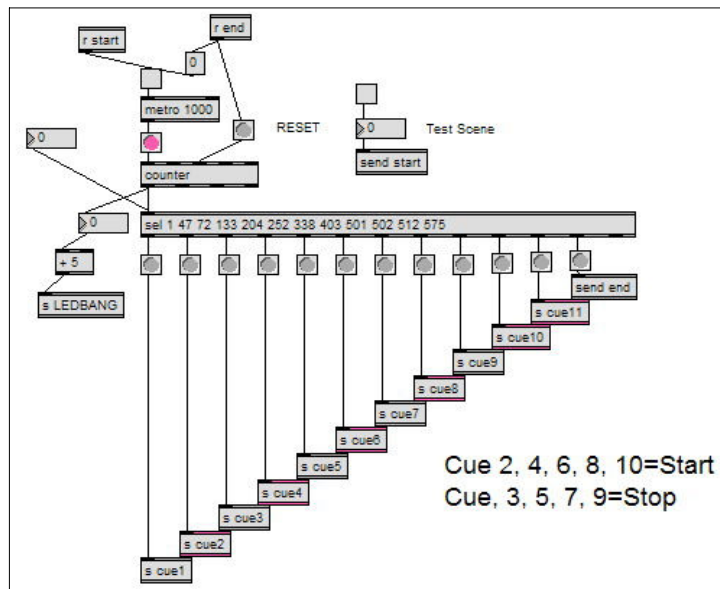 r start
r end
0
metro 1000
RESET
0
Test Scene
0
send start
counter
0
sel 1 47 72 133 204 252 338 403 501 502 512 575
+ 5
s LEDBANG
send end
s cue11
s cue10
s cue9
s cue8
s cue7
s cue6
s cue5
s cue4
s cue3
s cue2
s cue1
Cue 2, 4, 6, 8, 10=Start
Cue, 3, 5, 7, 9=Stop